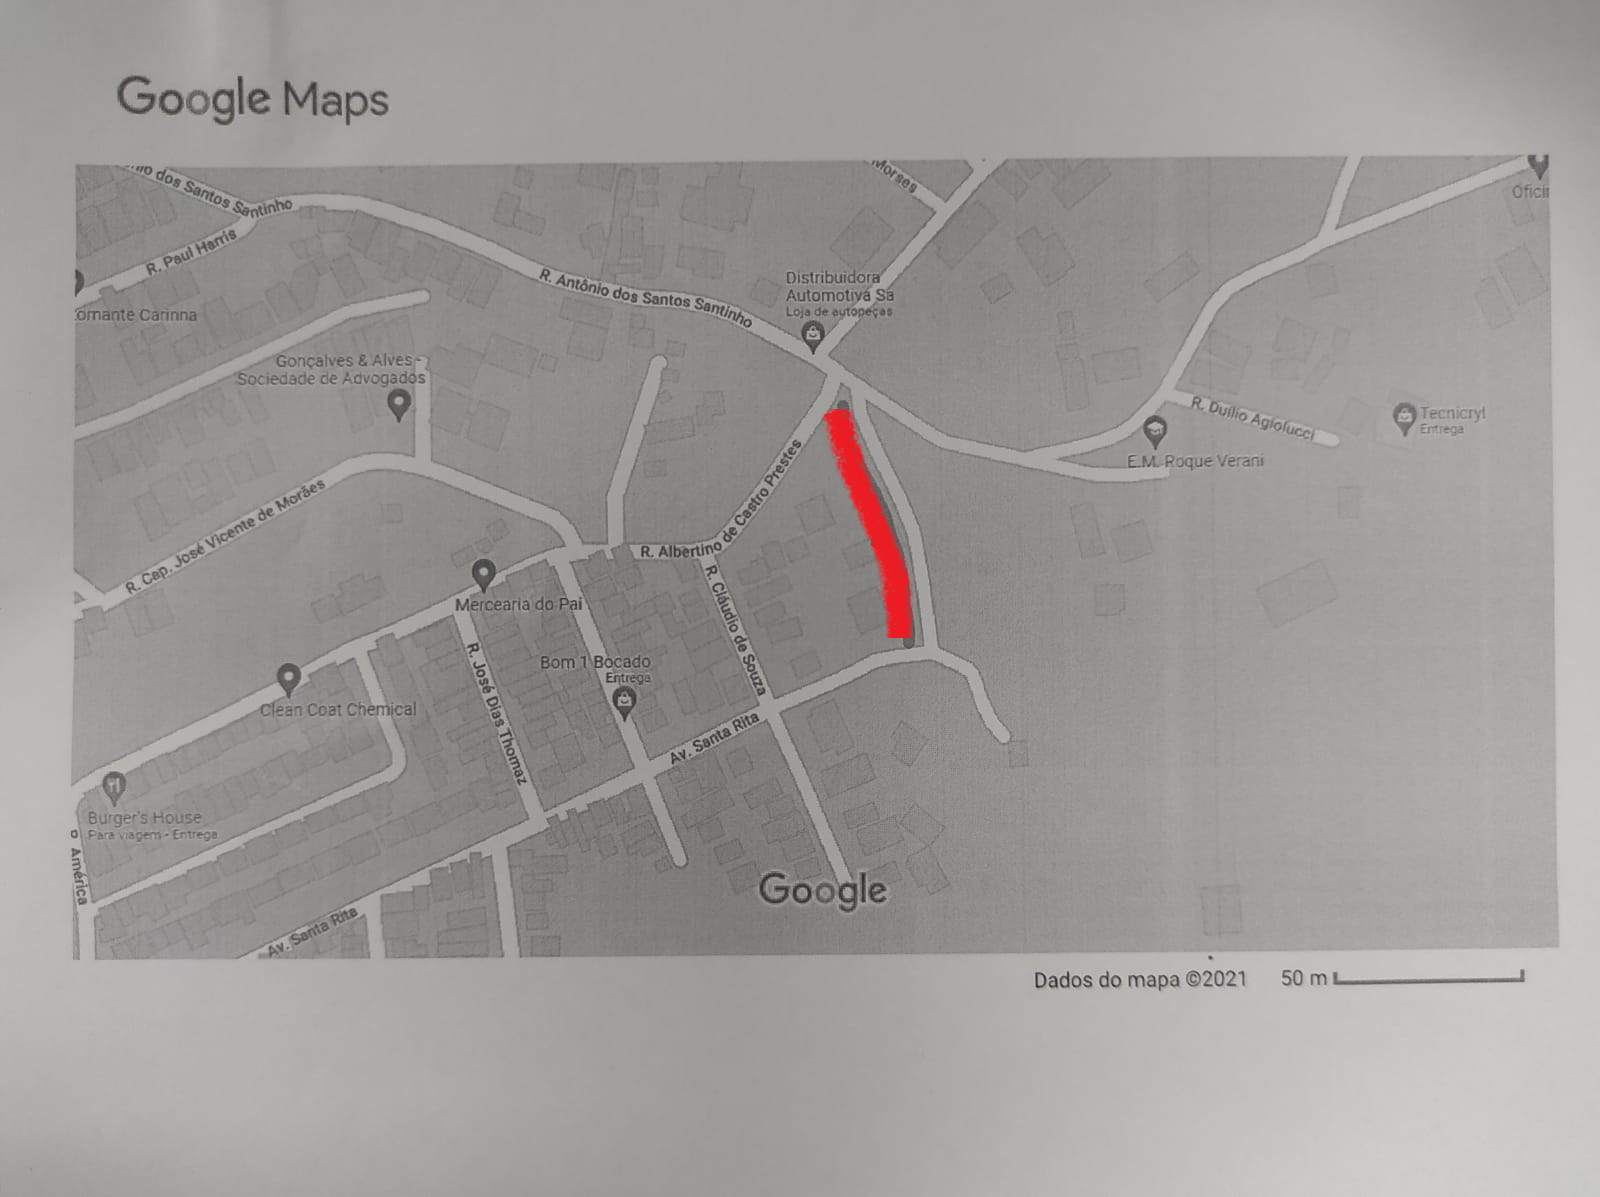 Google Maps
Morses
nio dos Santos Santinho
R. Paul Harris
Oficin
R. Antônio dos Santos Santinho
Distribuidora
Automotiva Sa
Loja de autopeças
omante Carinna
Gonçalves & Alves -
Sociedade de Advogados
R. Duílio Agiolucci
Tecnicryl
Entrega
E.M. Roque Verani
R. Cap. José Vicente de Morães
R. Albertino de Castro Prestes
Mercearia do Pai
R. Cláudio de Souza
Bom 1 Bocado
Entrega
R. José Dias Thomaz
Clean Coat Chemical
Av. Santa Rita
Burger's House
Para viagem - Entrega
América
Av. Santa Rita
Google
Dados do mapa ©2021 50 m